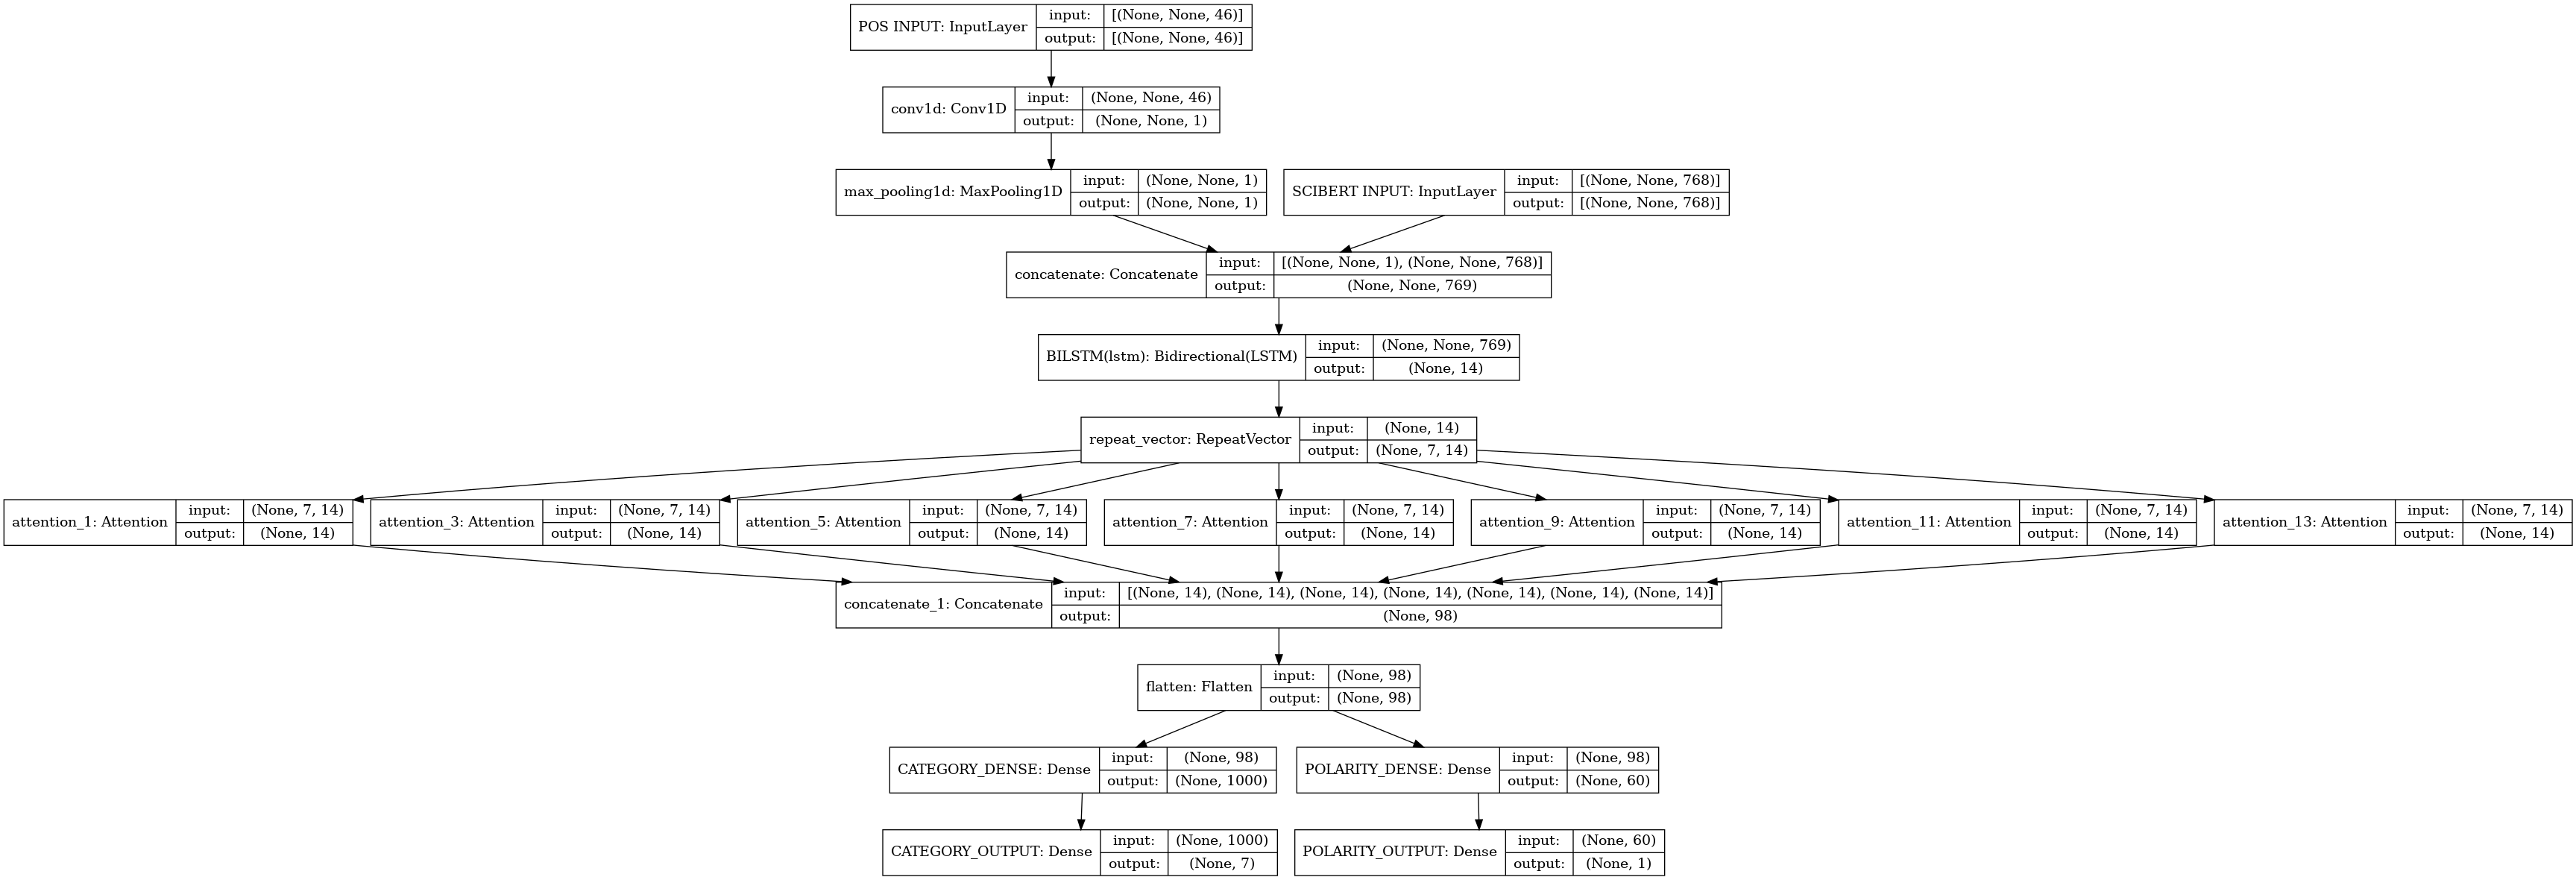 POS INPUT: InputLayer
input:
[(None, None, 46)]
output:
[(None, None, 46)]
conv1d: Conv1D
input:
(None, None, 46)
output:
(None, None, 1)
max_pooling1d: MaxPooling1D
input:
(None, None, 1)
output:
(None, None, 1)
SCIBERT INPUT: InputLayer
input:
[(None, None, 768)]
output:
[(None, None, 768)]
concatenate: Concatenate
input:
[(None, None, 1), (None, None, 768)]
output:
(None, None, 769)
BILSTM(lstm): Bidirectional(LSTM)
input:
(None, None, 769)
output:
(None, 14)
repeat_vector: RepeatVector
input:
(None, 14)
output:
(None, 7, 14)
attention_1: Attention
input:
(None, 7, 14)
output:
(None, 14)
attention_3: Attention
input:
(None, 7, 14)
output:
(None, 14)
attention_5: Attention
input:
(None, 7, 14)
output:
(None, 14)
attention_7: Attention
input:
(None, 7, 14)
output:
(None, 14)
attention_9: Attention
input:
(None, 7, 14)
output:
(None, 14)
attention_11: Attention
input:
(None, 7, 14)
output:
(None, 14)
attention_13: Attention
input:
(None, 7, 14)
output:
(None, 14)
concatenate_1: Concatenate
input:
[(None, 14), (None, 14), (None, 14), (None, 14), (None, 14), (None, 14), (None, 14)]
output:
(None, 98)
flatten: Flatten
input:
(None, 98)
output:
(None, 98)
CATEGORY_DENSE: Dense
input:
(None, 98)
output:
(None, 1000)
POLARITY_DENSE: Dense
input:
(None, 98)
output:
(None, 60)
CATEGORY_OUTPUT: Dense
input:
(None, 1000)
output:
(None, 7)
POLARITY_OUTPUT: Dense
input:
(None, 60)
output:
(None, 1)